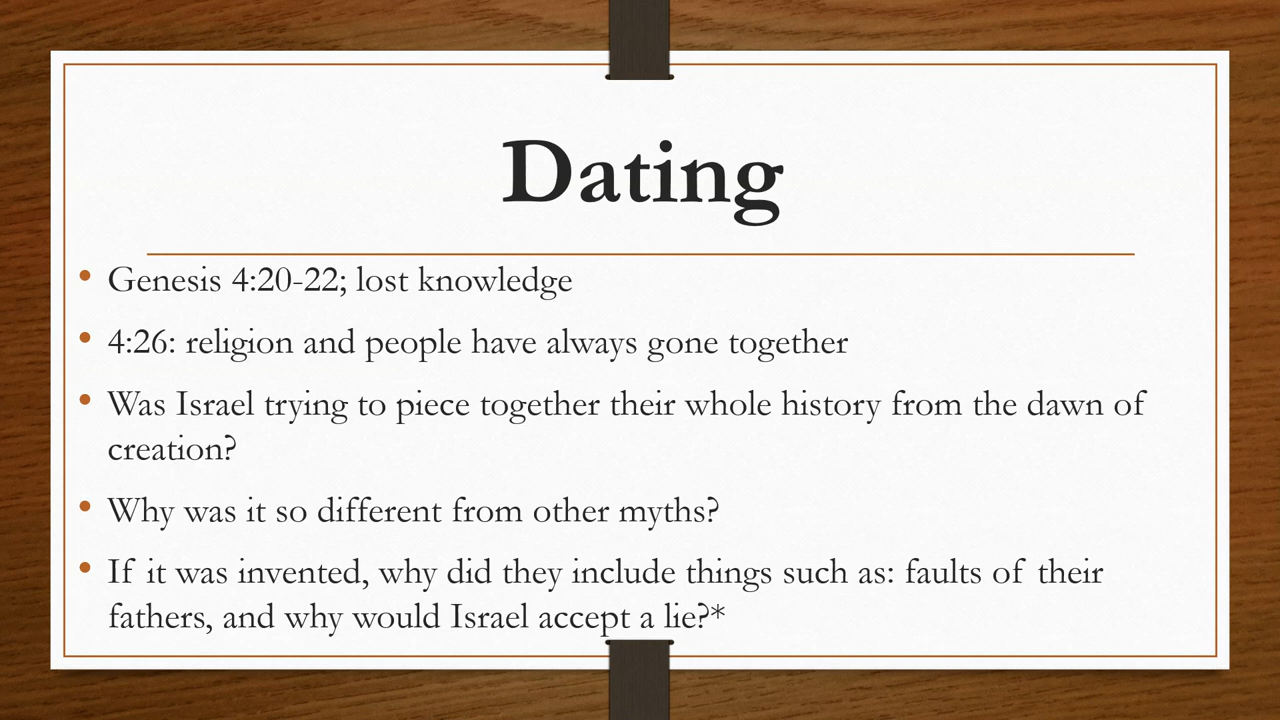 Dating
• Genesis 4:20-22; lost knowledge
• 4:26: religion and people have always gone together
• Was Israel trying to piece together their whole history from the dawn of
creation?
• Why was it so different from other myths?
• If it was invented, why did they include things such as: faults of their
fathers, and why would Israel accept a lie?*